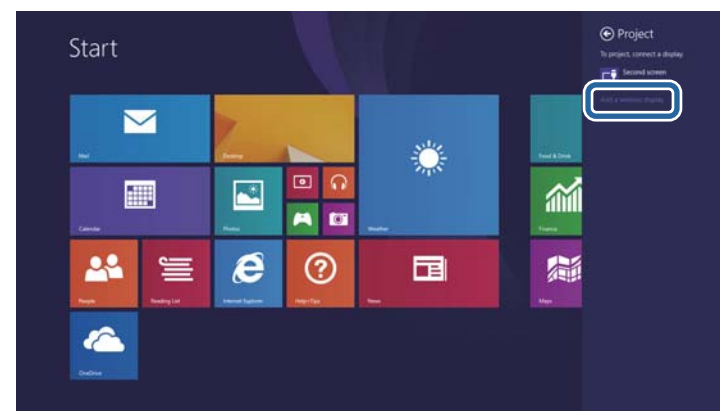 Start
Project
To project, connect a display.
Second screen
Add a wireless display
Mail
Desktop
Weather
Food & Drink
Calendar
Photos
Finance
People
Reading List
Internet Explorer
Help+Tips
News
Maps
OneDrive